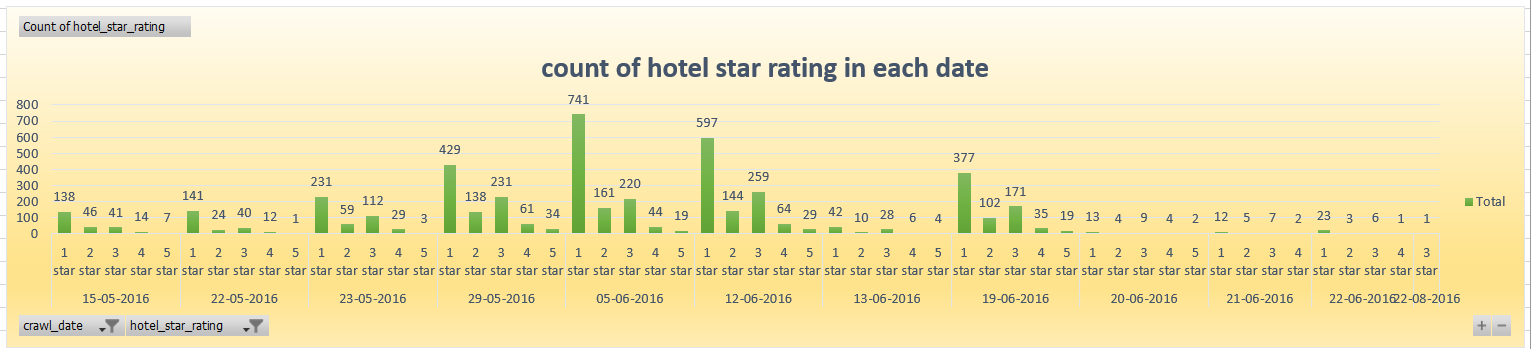 Count of hotel_star_rating
count of hotel star rating in each date
800
700
600
500
400
300
200
100
0
138 46 41 14 7 141 24 40 12 1 231 59 112 29 3 429 138 231 61 34 741 161 220 44 19 597 144 259 64 29 42 10 28 6 4 377 102 171 35 19 13 4 9 4 2 12 5 7 2 23 3 6 1 1
Total
1 2 3 4 5 1 2 3 4 5 1 2 3 4 5 1 2 3 4 5 1 2 3 4 5 1 2 3 4 5 1 2 3 4 5 1 2 3 4 5 1 2 3 4 5 1 2 3 4 1 2 3 4 3
star star star star star star star star star star star star star star star star star star star star star star star star star star star star star star star star star star star star star star star star star star star star star star star star star star star star star star
15-05-2016 22-05-2016 23-05-2016 29-05-2016 05-06-2016 12-06-2016 13-06-2016 19-06-2016 20-06-2016 21-06-2016 22-06-2016 22-08-2016
crawl_date hotel_star_rating
+ −